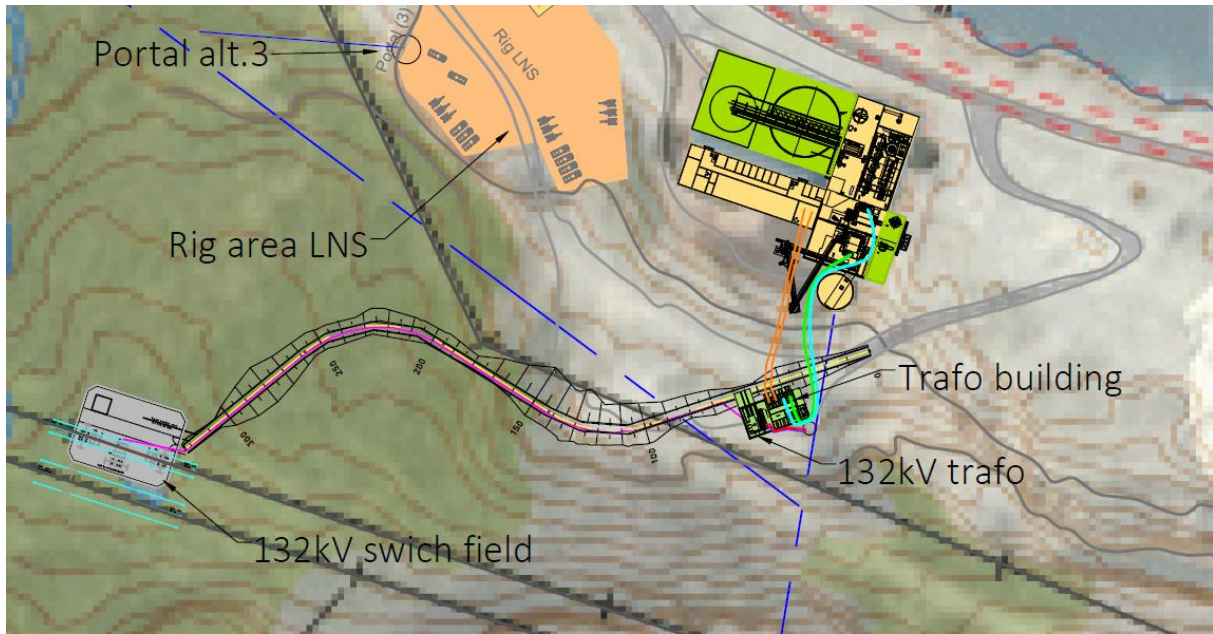 Portal alt.3
Portal (3)
Rig LNS
Rig area LNS
Trafo building
132kV trafo
132kV swich field
300
250
200
150
100